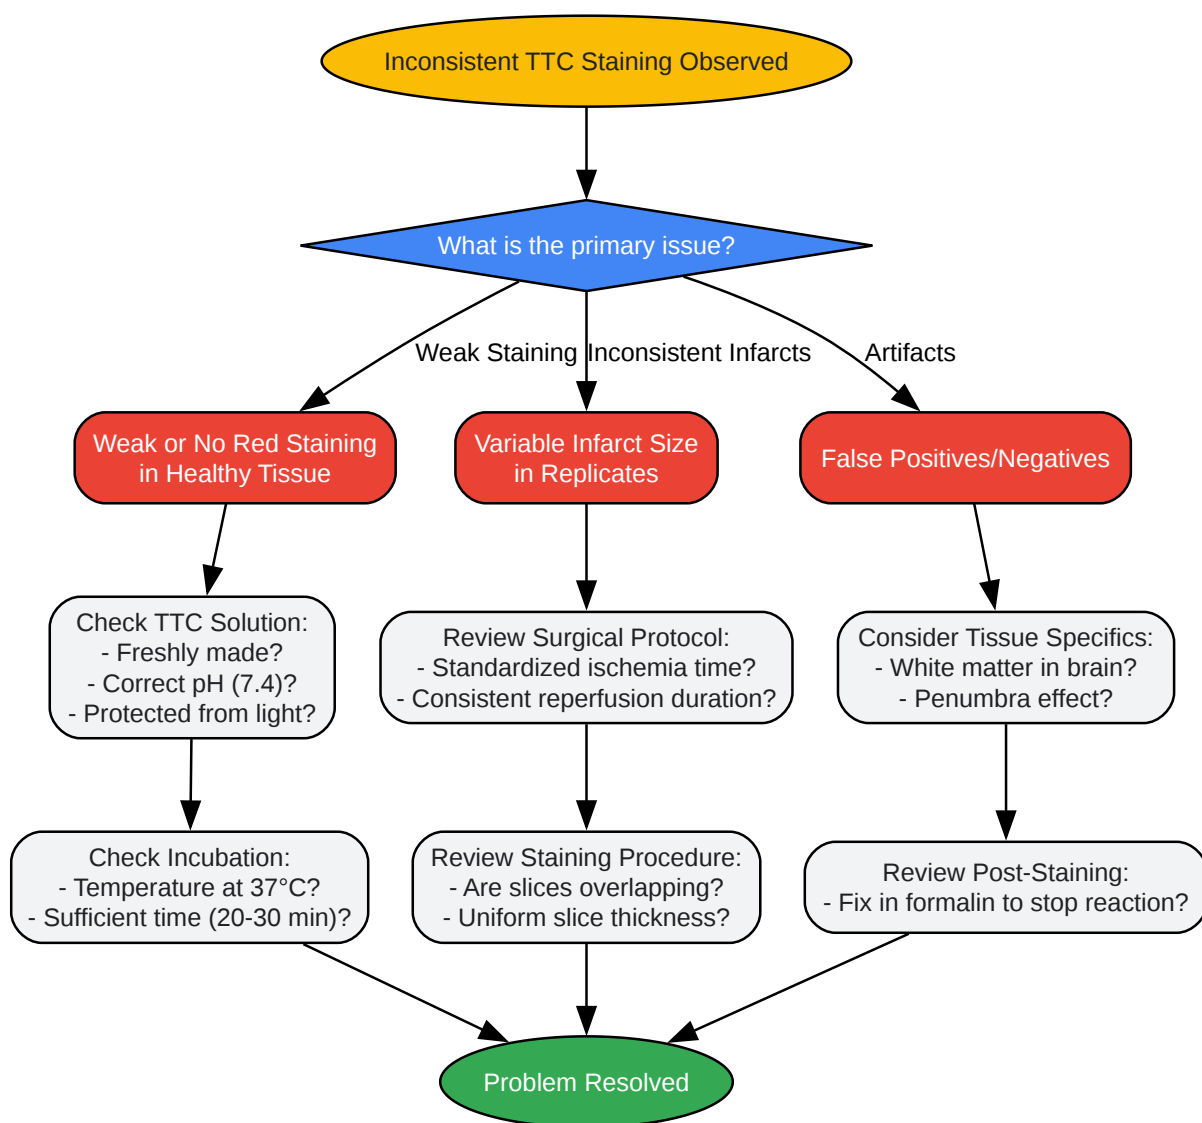 Inconsistent TTC Staining Observed
What is the primary issue?
Weak Staining
Inconsistent Infarcts
Artifacts
Weak or No Red Staining
in Healthy Tissue
Variable Infarct Size
in Replicates
False Positives/Negatives
Check TTC Solution:
- Freshly made?
- Correct pH (7.4)?
- Protected from light?
Review Surgical Protocol:
- Standardized ischemia time?
- Consistent reperfusion duration?
Consider Tissue Specifics:
- White matter in brain?
- Penumbra effect?
Check Incubation:
- Temperature at 37°C?
- Sufficient time (20-30 min)?
Review Staining Procedure:
- Are slices overlapping?
- Uniform slice thickness?
Review Post-Staining:
- Fix in formalin to stop reaction?
Problem Resolved